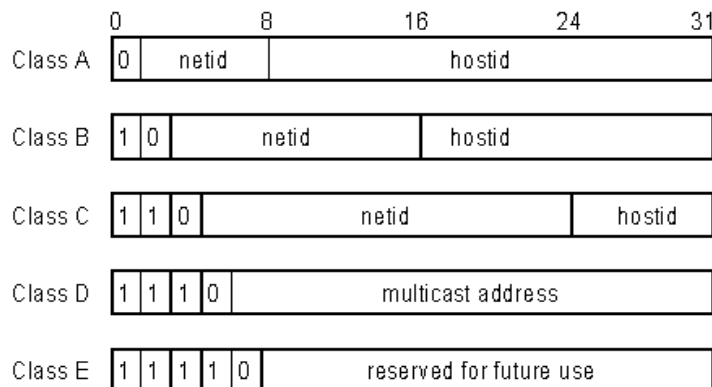 0 8 16 24 31
Class A 0 netid hostid
Class B 1 0 netid hostid
Class C 1 1 0 netid hostid
Class D 1 1 1 0 multicast address
Class E 1 1 1 1 0 reserved for future use